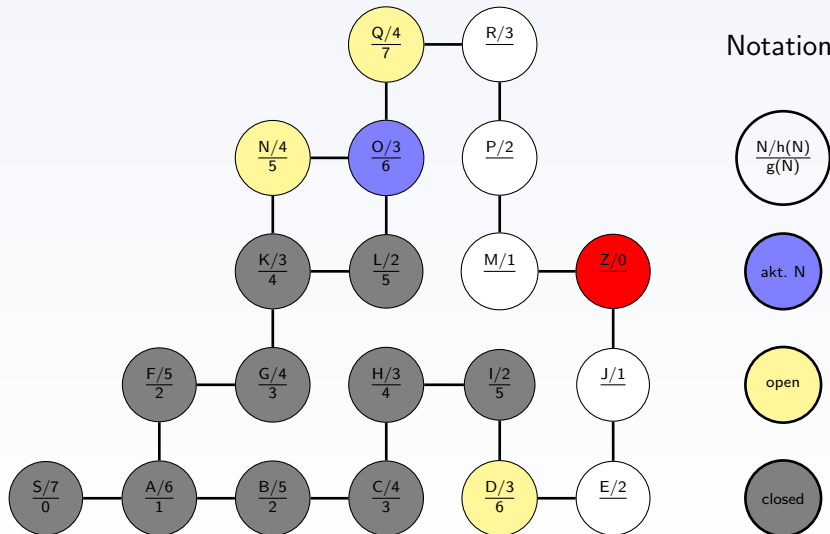 Q/4
7
R/3
Notation
N/4
5
O/3
6
P/2
N/h(N)
g(N)
K/3
4
L/2
5
M/1
Z/0
akt. N
F/5
2
G/4
3
H/3
4
I/2
5
J/1
open
S/7
0
A/6
1
B/5
2
C/4
3
D/3
6
E/2
closed